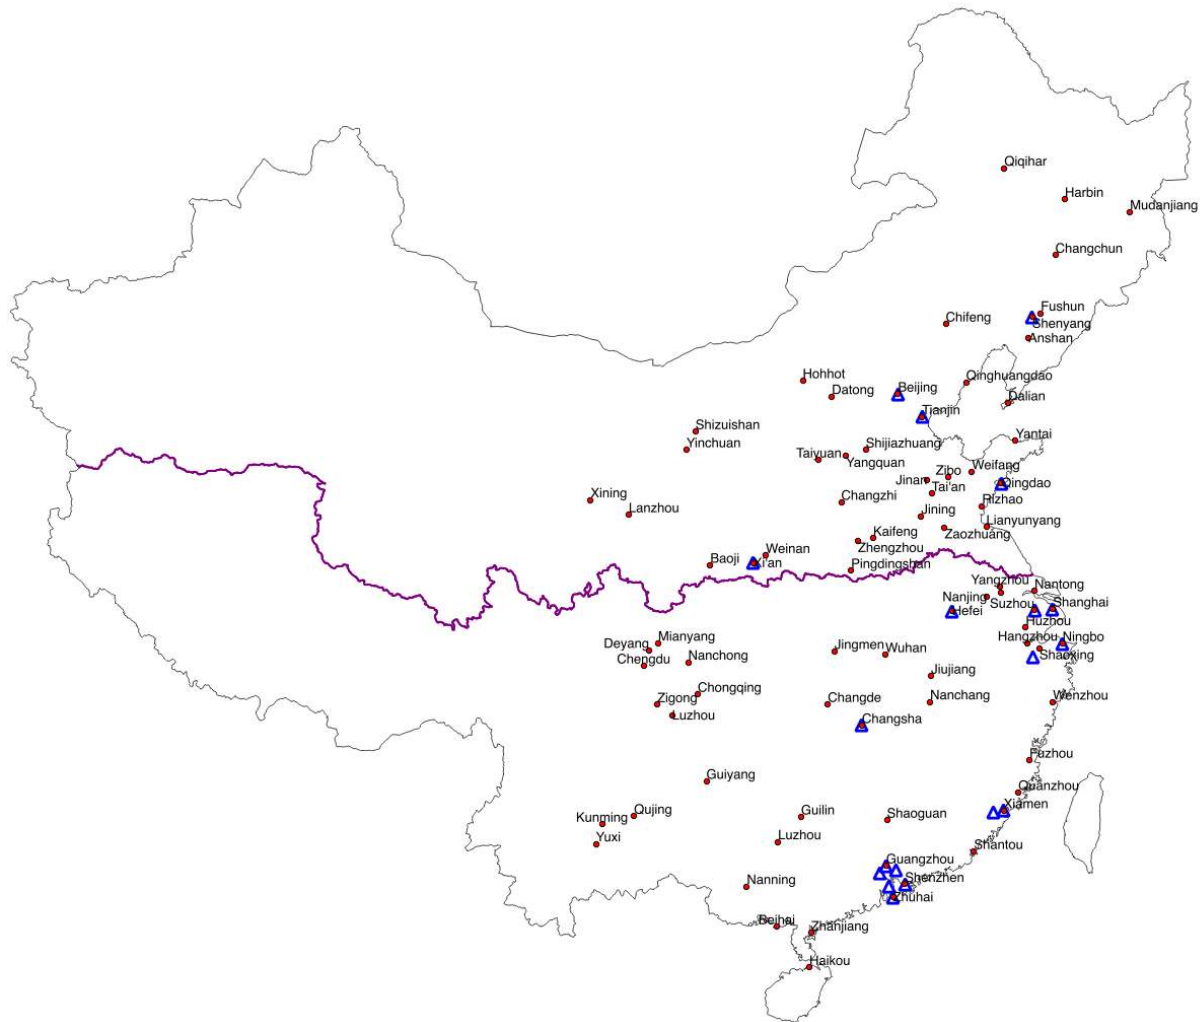 Qiqihar
Harbin
Mudanjiang
Changchun
Fushun
Chifeng
Shenyang
Anshan
Hohhot
Qinghuangdao
Datong
Beijing
Dalian
Tianjin
Shizuishan
Yantai
Yinchuan
Shijiazhuang
Taiyuan
Yangquan
Zibo
Weifang
Jinan
Qingdao
Tai'an
Xining
Changzhi
Rizhao
Lanzhou
Jining
Lianyunyang
Kaifeng
Zaozhuang
Zhengzhou
Weinan
Baoji
Xi'an
Pingdingshan
Yangzhou
Nantong
Nanjing
Suzhou
Shanghai
Hefei
Huzhou
Mianyang
Hangzhou
Ningbo
Deyang
Jingmen
Wuhan
Shaoxing
Chengdu
Nanchong
Jiujiang
Chongqing
Zigong
Changde
Nanchang
Wenzhou
Luzhou
Changsha
Fuzhou
Guiyang
Quanzhou
Xiamen
Qujing
Guilin
Shaoguan
Kunming
Yuxi
Luzhou
Shantou
Guangzhou
Nanning
Shenzhen
Zhuhai
Beihai
Zhanjiang
Haikou